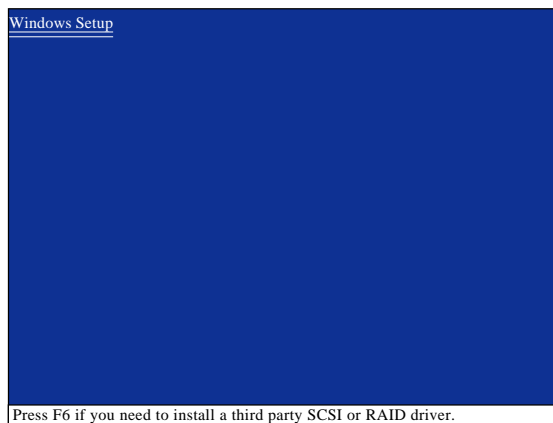 Windows Setup
Press F6 if you need to install a third party SCSI or RAID driver.